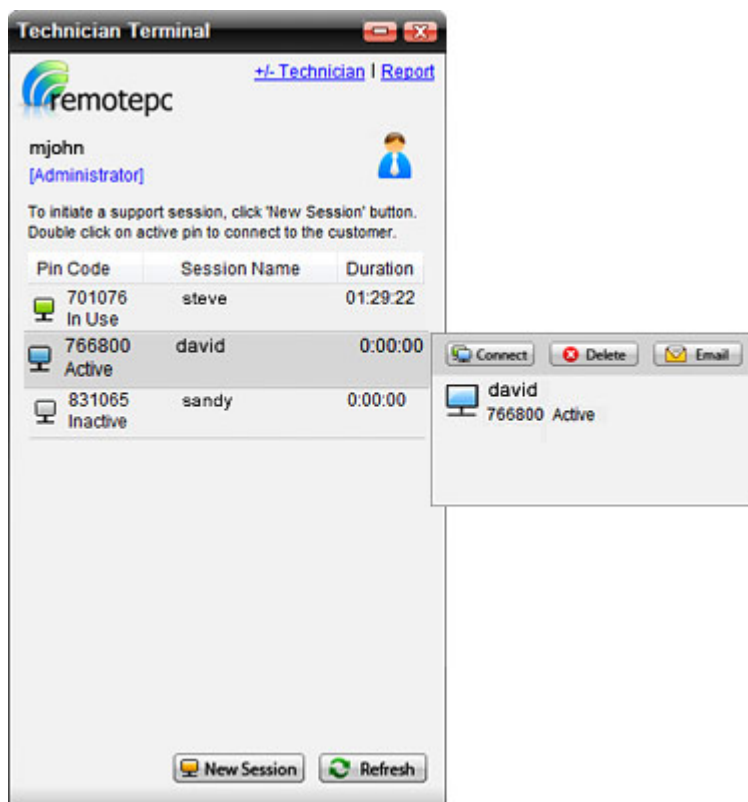 Technician Terminal
+/- Technician | Report
remotepc
mjohn
[Administrator]
To initiate a support session, click 'New Session' button.
Double click on active pin to connect to the customer.
Pin Code Session Name Duration
701076 steve 01:29:22
In Use
766800 david 0:00:00
Active
831065 sandy 0:00:00
Inactive
Connect Delete Email
david
766800 Active
New Session Refresh